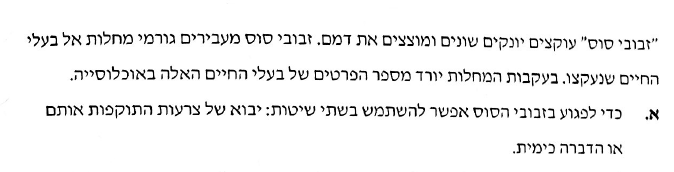 "זבובי סוס" עוקצים יונקים שונים ומוצצים את דמם. זבובי סוס מעבירים גורמי מחלות אל בעלי
החיים שנעקצו. בעקבות המחלות יורד מספר הפרטים של בעלי החיים האלה באוכלוסייה.
א. כדי לפגוע בזבובי הסוס אפשר להשתמש בשתי שיטות: יבוא של צרעות התוקפות אותם
או הדברה כימית.